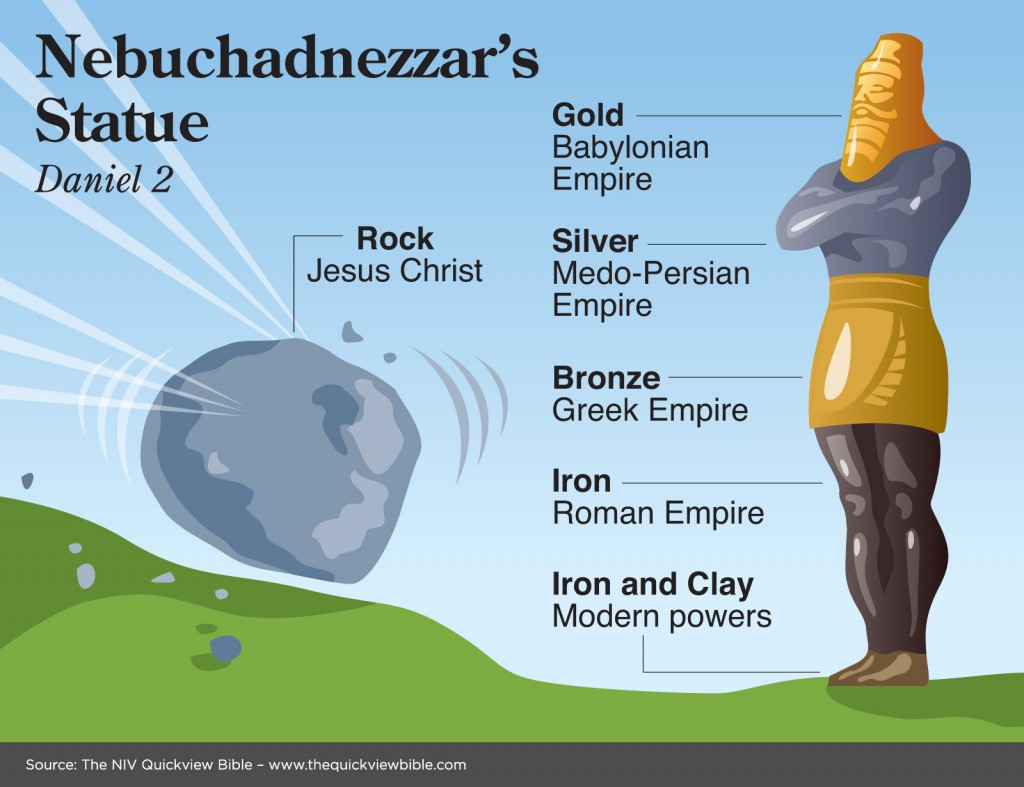 Nebuchadnezzar’s
Statue
Daniel 2
Rock
Jesus Christ
Gold
Babylonian
Empire
Silver
Medo-Persian
Empire
Bronze
Greek Empire
Iron
Roman Empire
Iron and Clay
Modern powers
Source: The NIV Quickview Bible – www.thequickviewbible.com